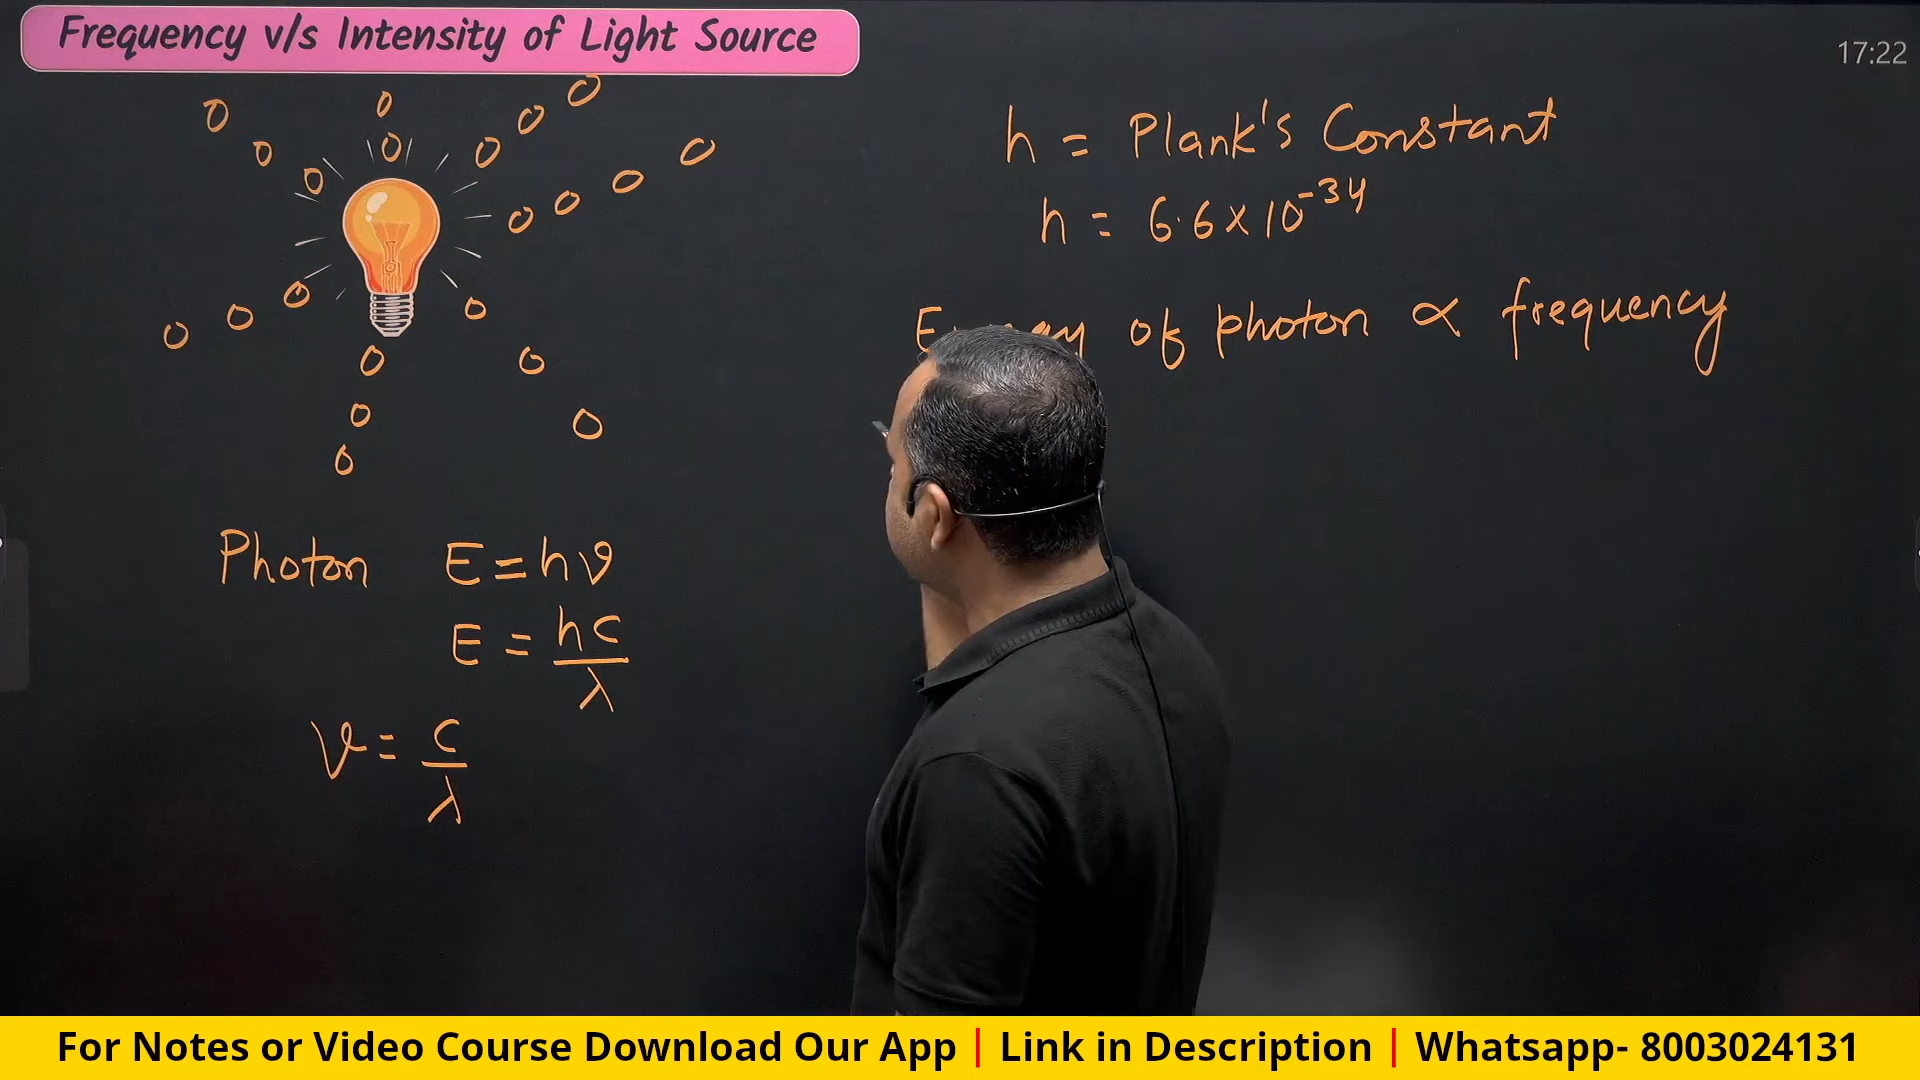 Frequency v/s Intensity of Light Source
17:22
h = Plank's Constant
h = 6.6 x 10⁻³⁴
of photon ∝ frequency
Photon E = hν
E = hc/λ
ν = c/λ
For Notes or Video Course Download Our App | Link in Description | Whatsapp- 8003024131